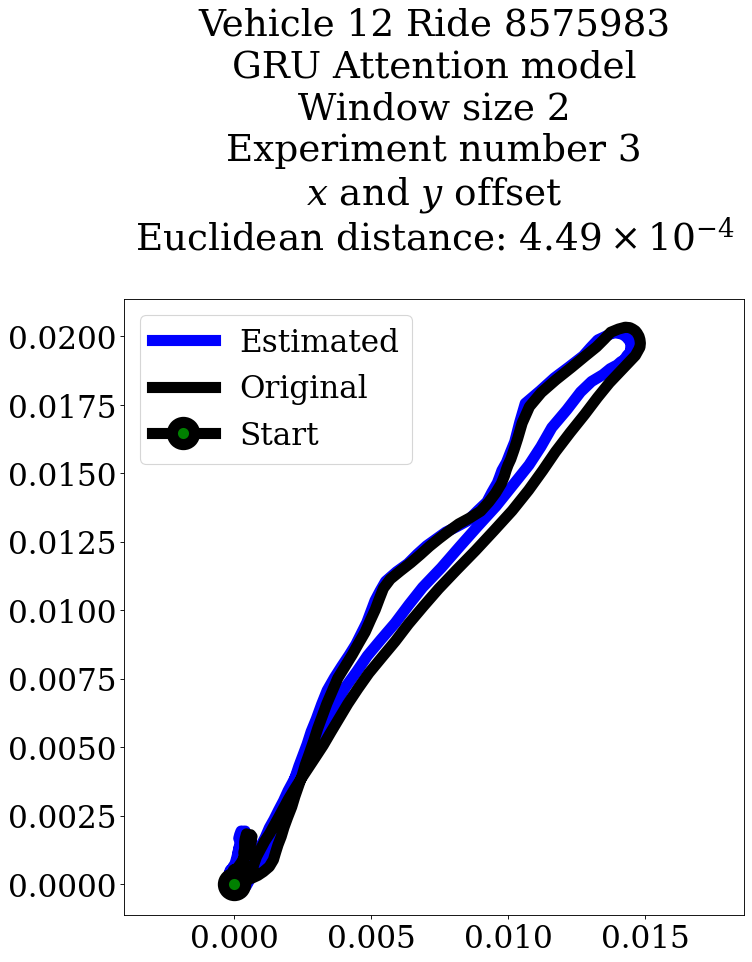 Vehicle 12 Ride 8575983
GRU Attention model
Window size 2
Experiment number 3
x and y offset
Euclidean distance: 4.49 × 10⁻⁴
Estimated
Original
Start
0.0200
0.0175
0.0150
0.0125
0.0100
0.0075
0.0050
0.0025
0.0000
0.000 0.005 0.010 0.015